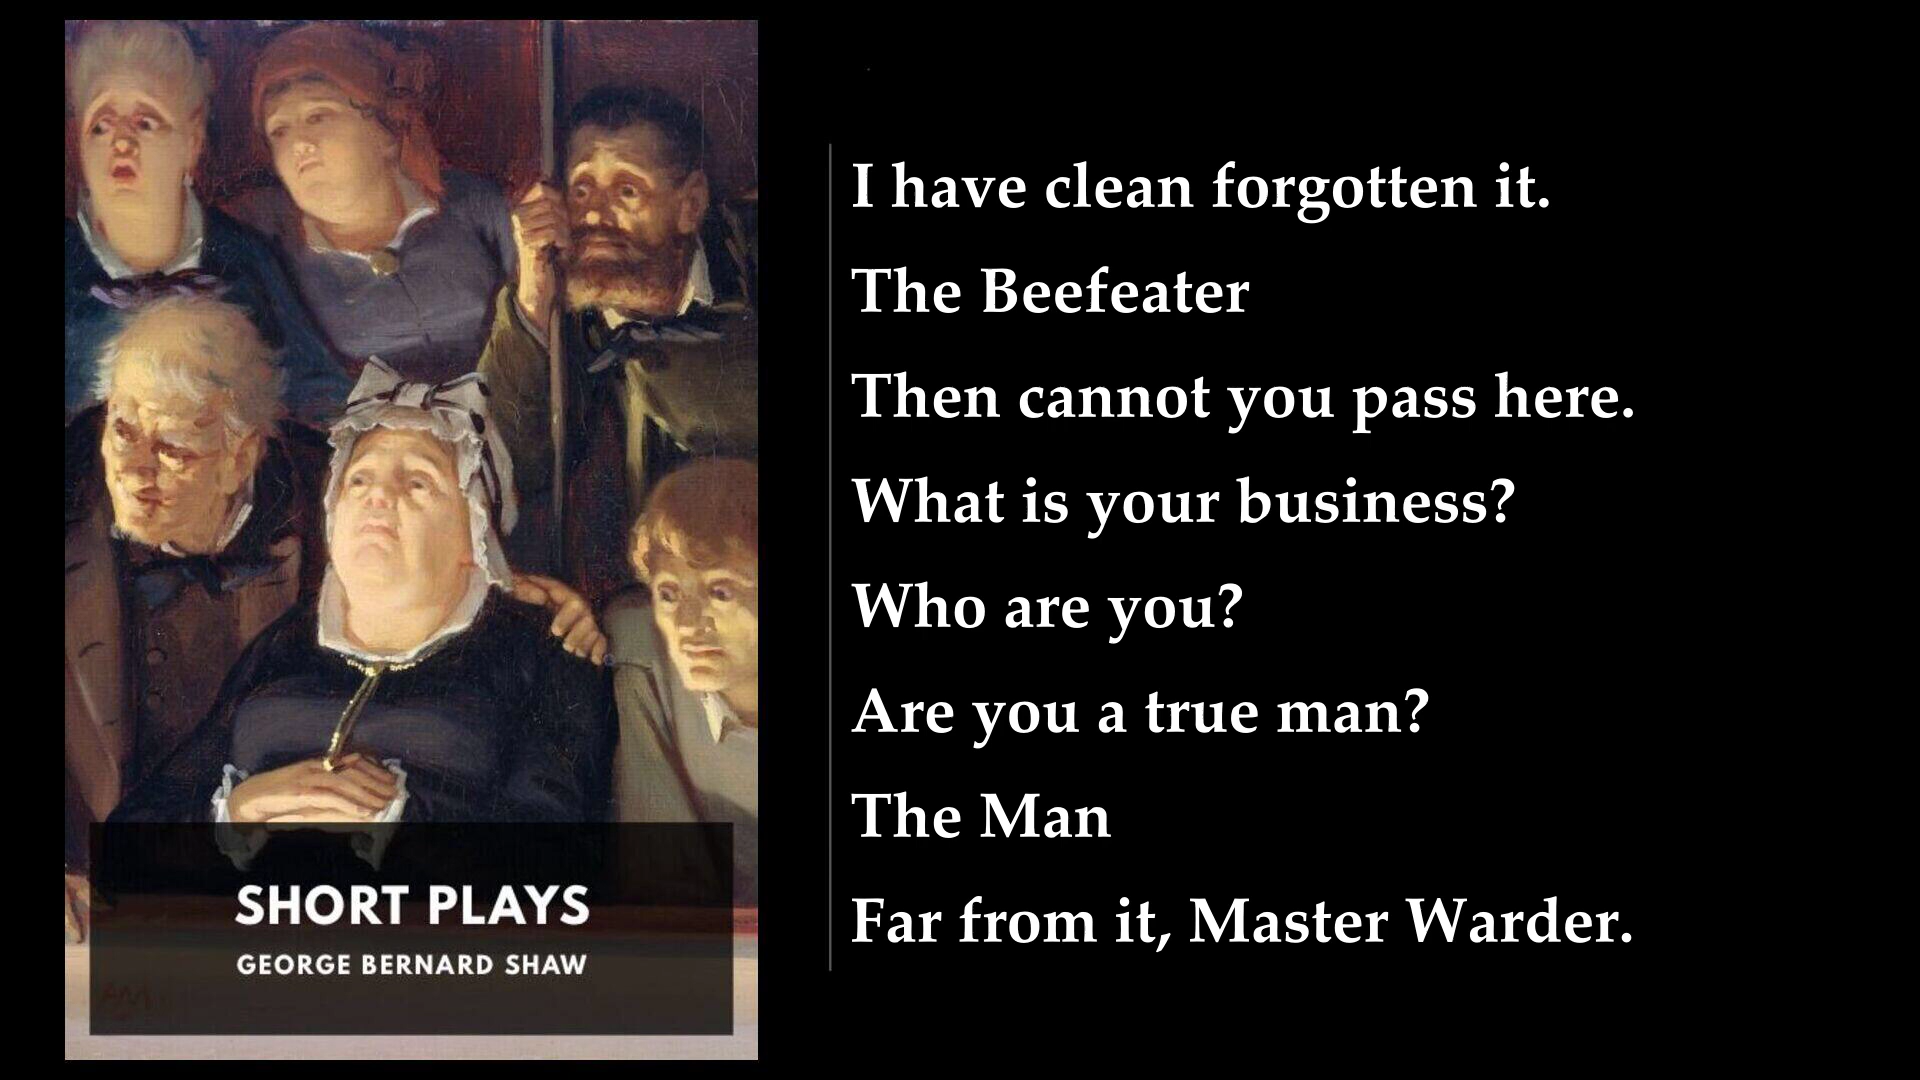 I have clean forgotten it.
The Beefeater
Then cannot you pass here.
What is your business?
Who are you?
Are you a true man?
The Man
Far from it, Master Warder.
SHORT PLAYS
GEORGE BERNARD SHAW